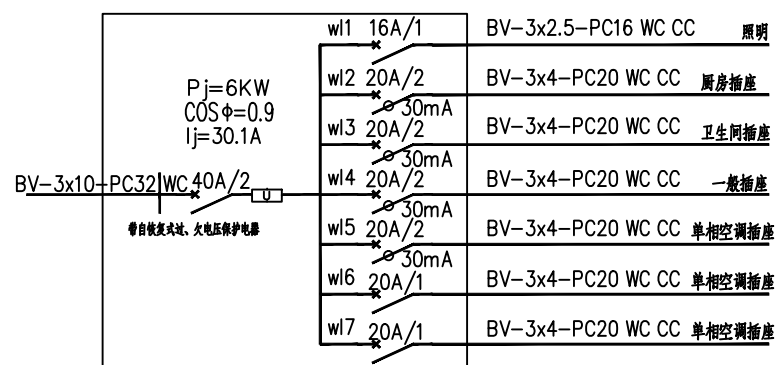 wl1 16A/1 BV-3x2.5-PC16 WC CC 照明
wl2 20A/2 BV-3x4-PC20 WC CC 厨房插座
30mA
wl3 20A/2 BV-3x4-PC20 WC CC 卫生间插座
30mA
wl4 20A/2 BV-3x4-PC20 WC CC 一般插座
30mA
wl5 20A/2 BV-3x4-PC20 WC CC 单相空调插座
30mA
wl6 20A/1 BV-3x4-PC20 WC CC 单相空调插座
wl7 20A/1 BV-3x4-PC20 WC CC 单相空调插座
Pj=6KW
COSΦ=0.9
Ij=30.1A
BV-3x10-PC32 WC 40A/2 U
带自恢复式过、欠电压保护电器